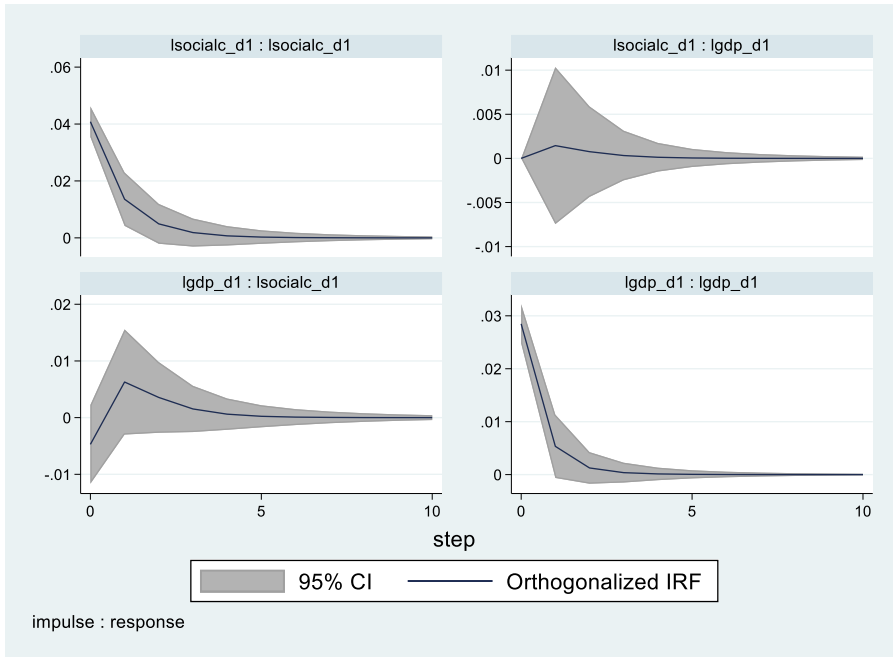 lsocialc_d1 : lsocialc_d1
.06
.04
.02
0
lsocialc_d1 : lgdp_d1
.01
.005
0
-.005
-.01
lgdp_d1 : lsocialc_d1
.02
.01
0
-.01
0
5
10
lgdp_d1 : lgdp_d1
.03
.02
.01
0
0
5
10
step
95% CI
Orthogonalized IRF
impulse : response